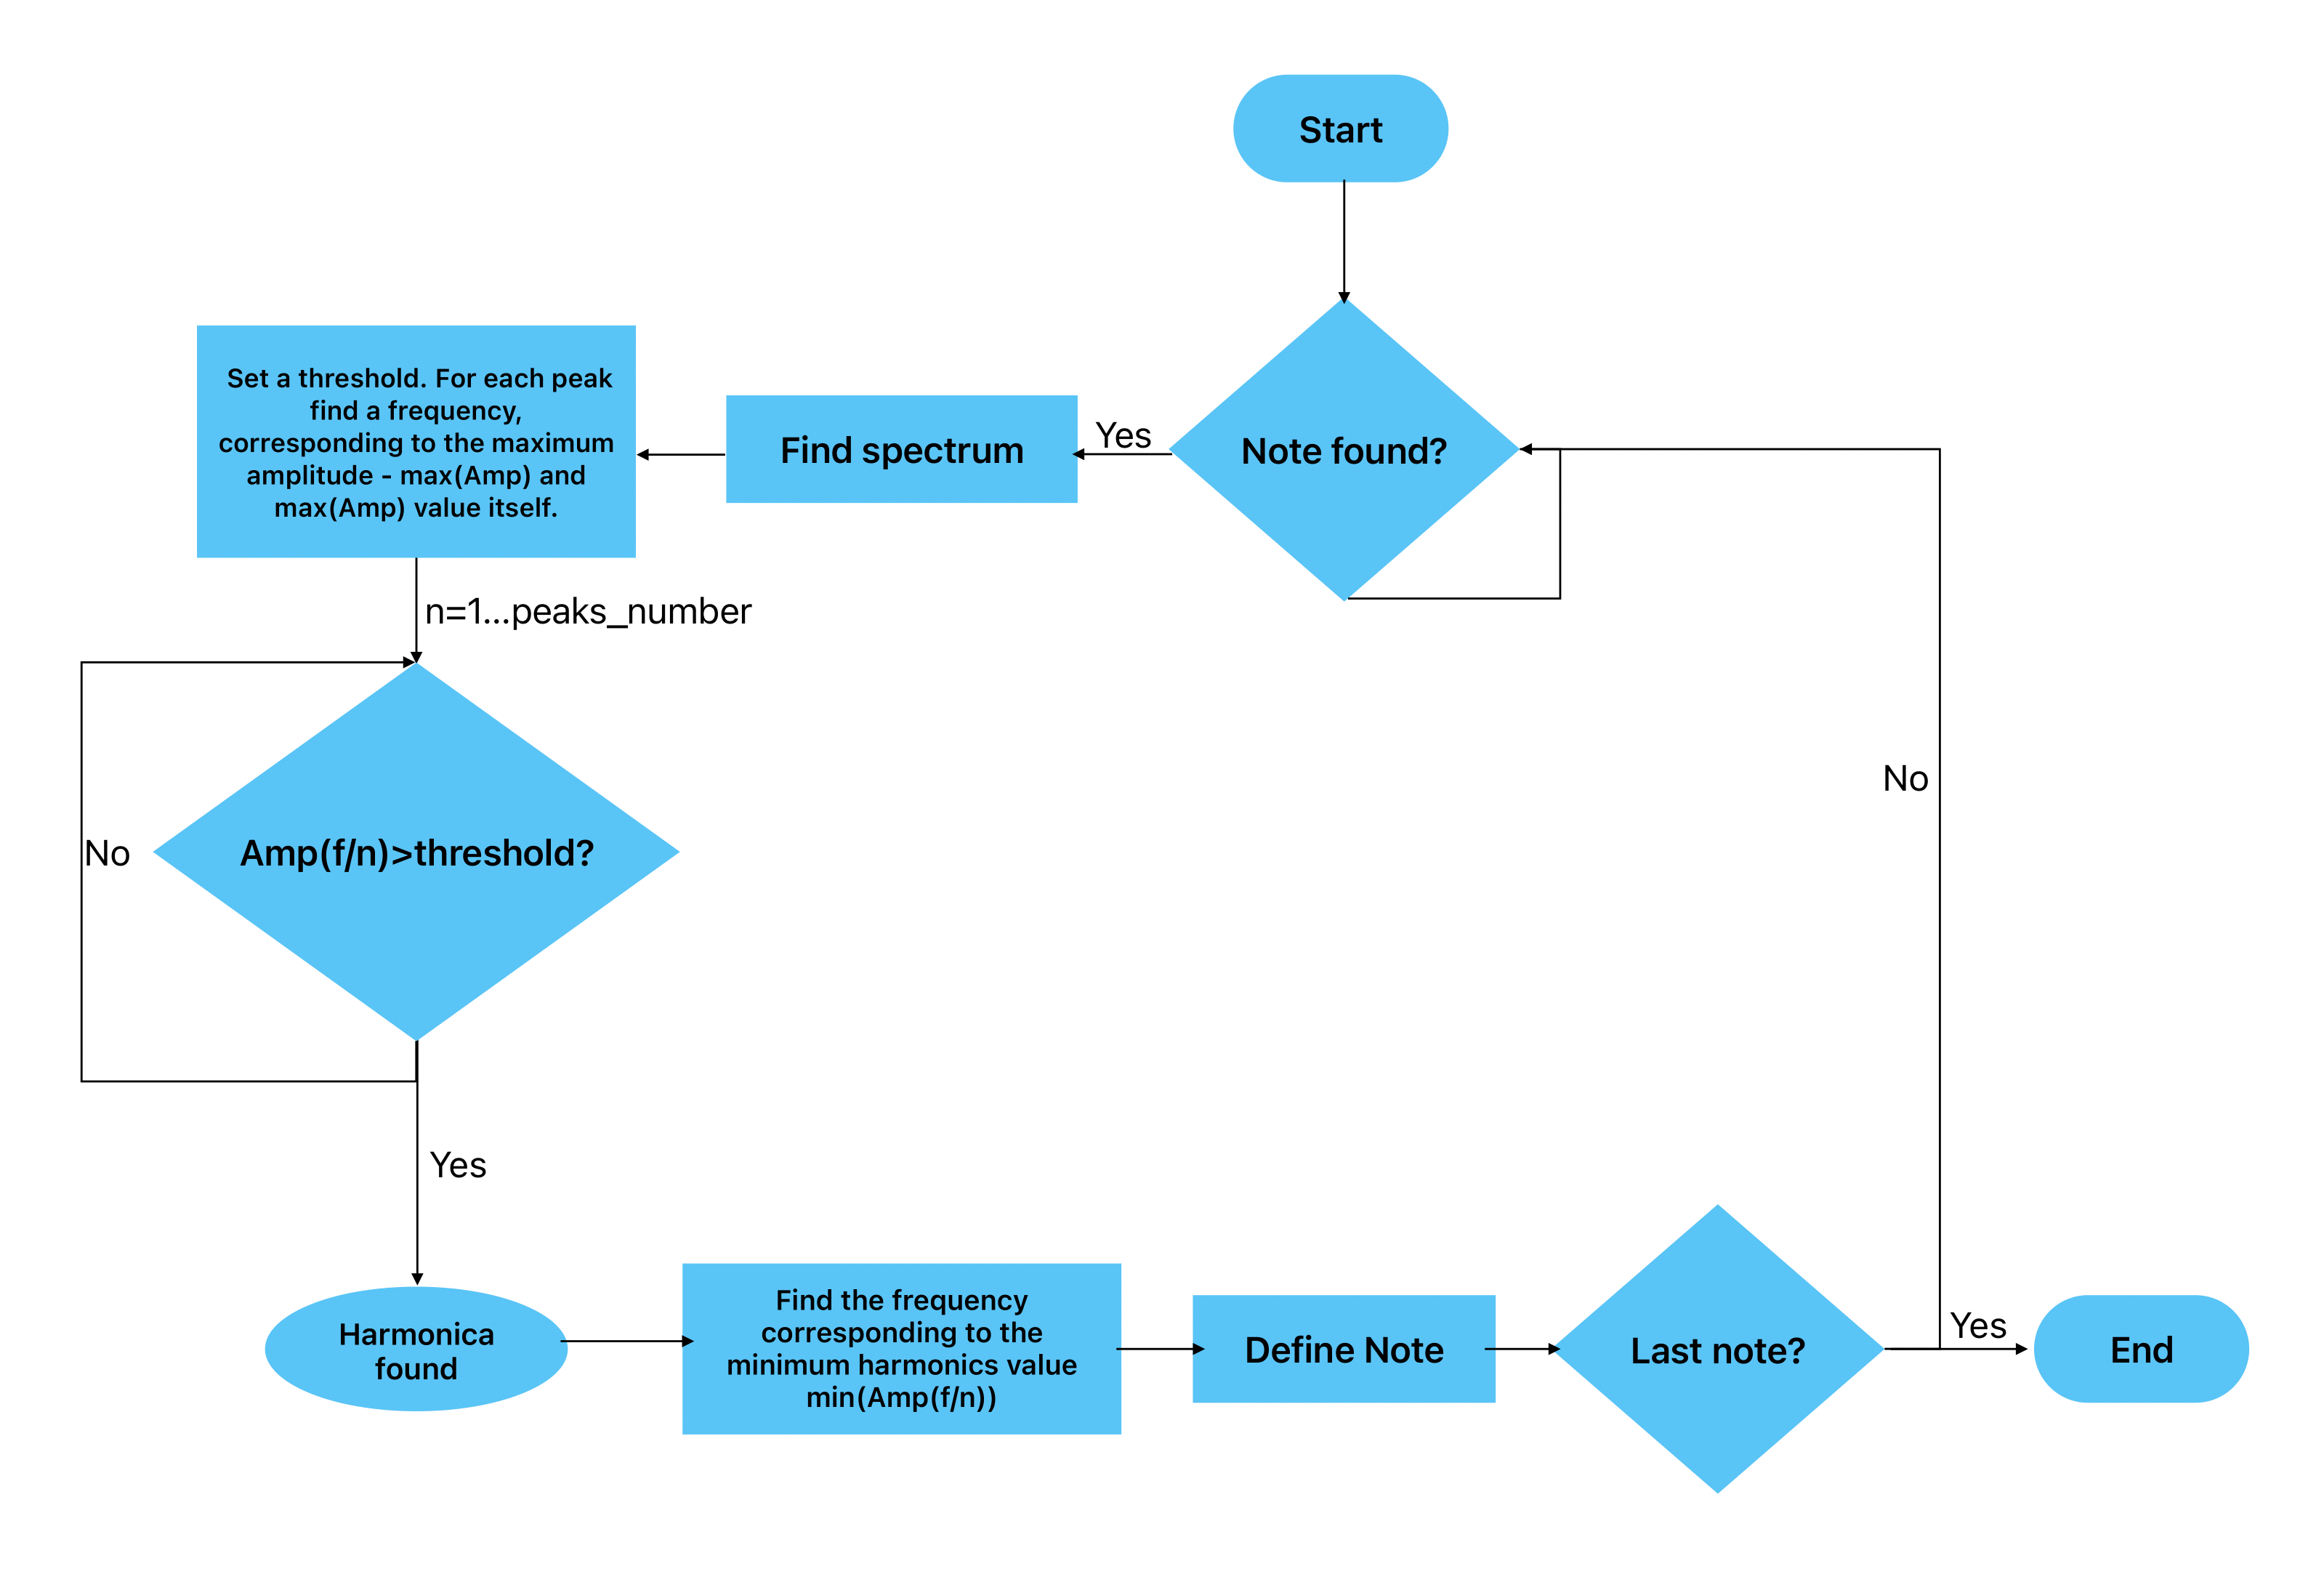 Start
Note found?
Yes
Find spectrum
Set a threshold. For each peak
find a frequency,
corresponding to the maximum
amplitude - max(Amp) and
max(Amp) value itself.
n=1...peaks_number
Amp(f/n)>threshold?
No
Yes
Harmonica
found
Find the frequency
corresponding to the
minimum harmonics value
min(Amp(f/n))
Define Note
Last note?
No
Yes
End